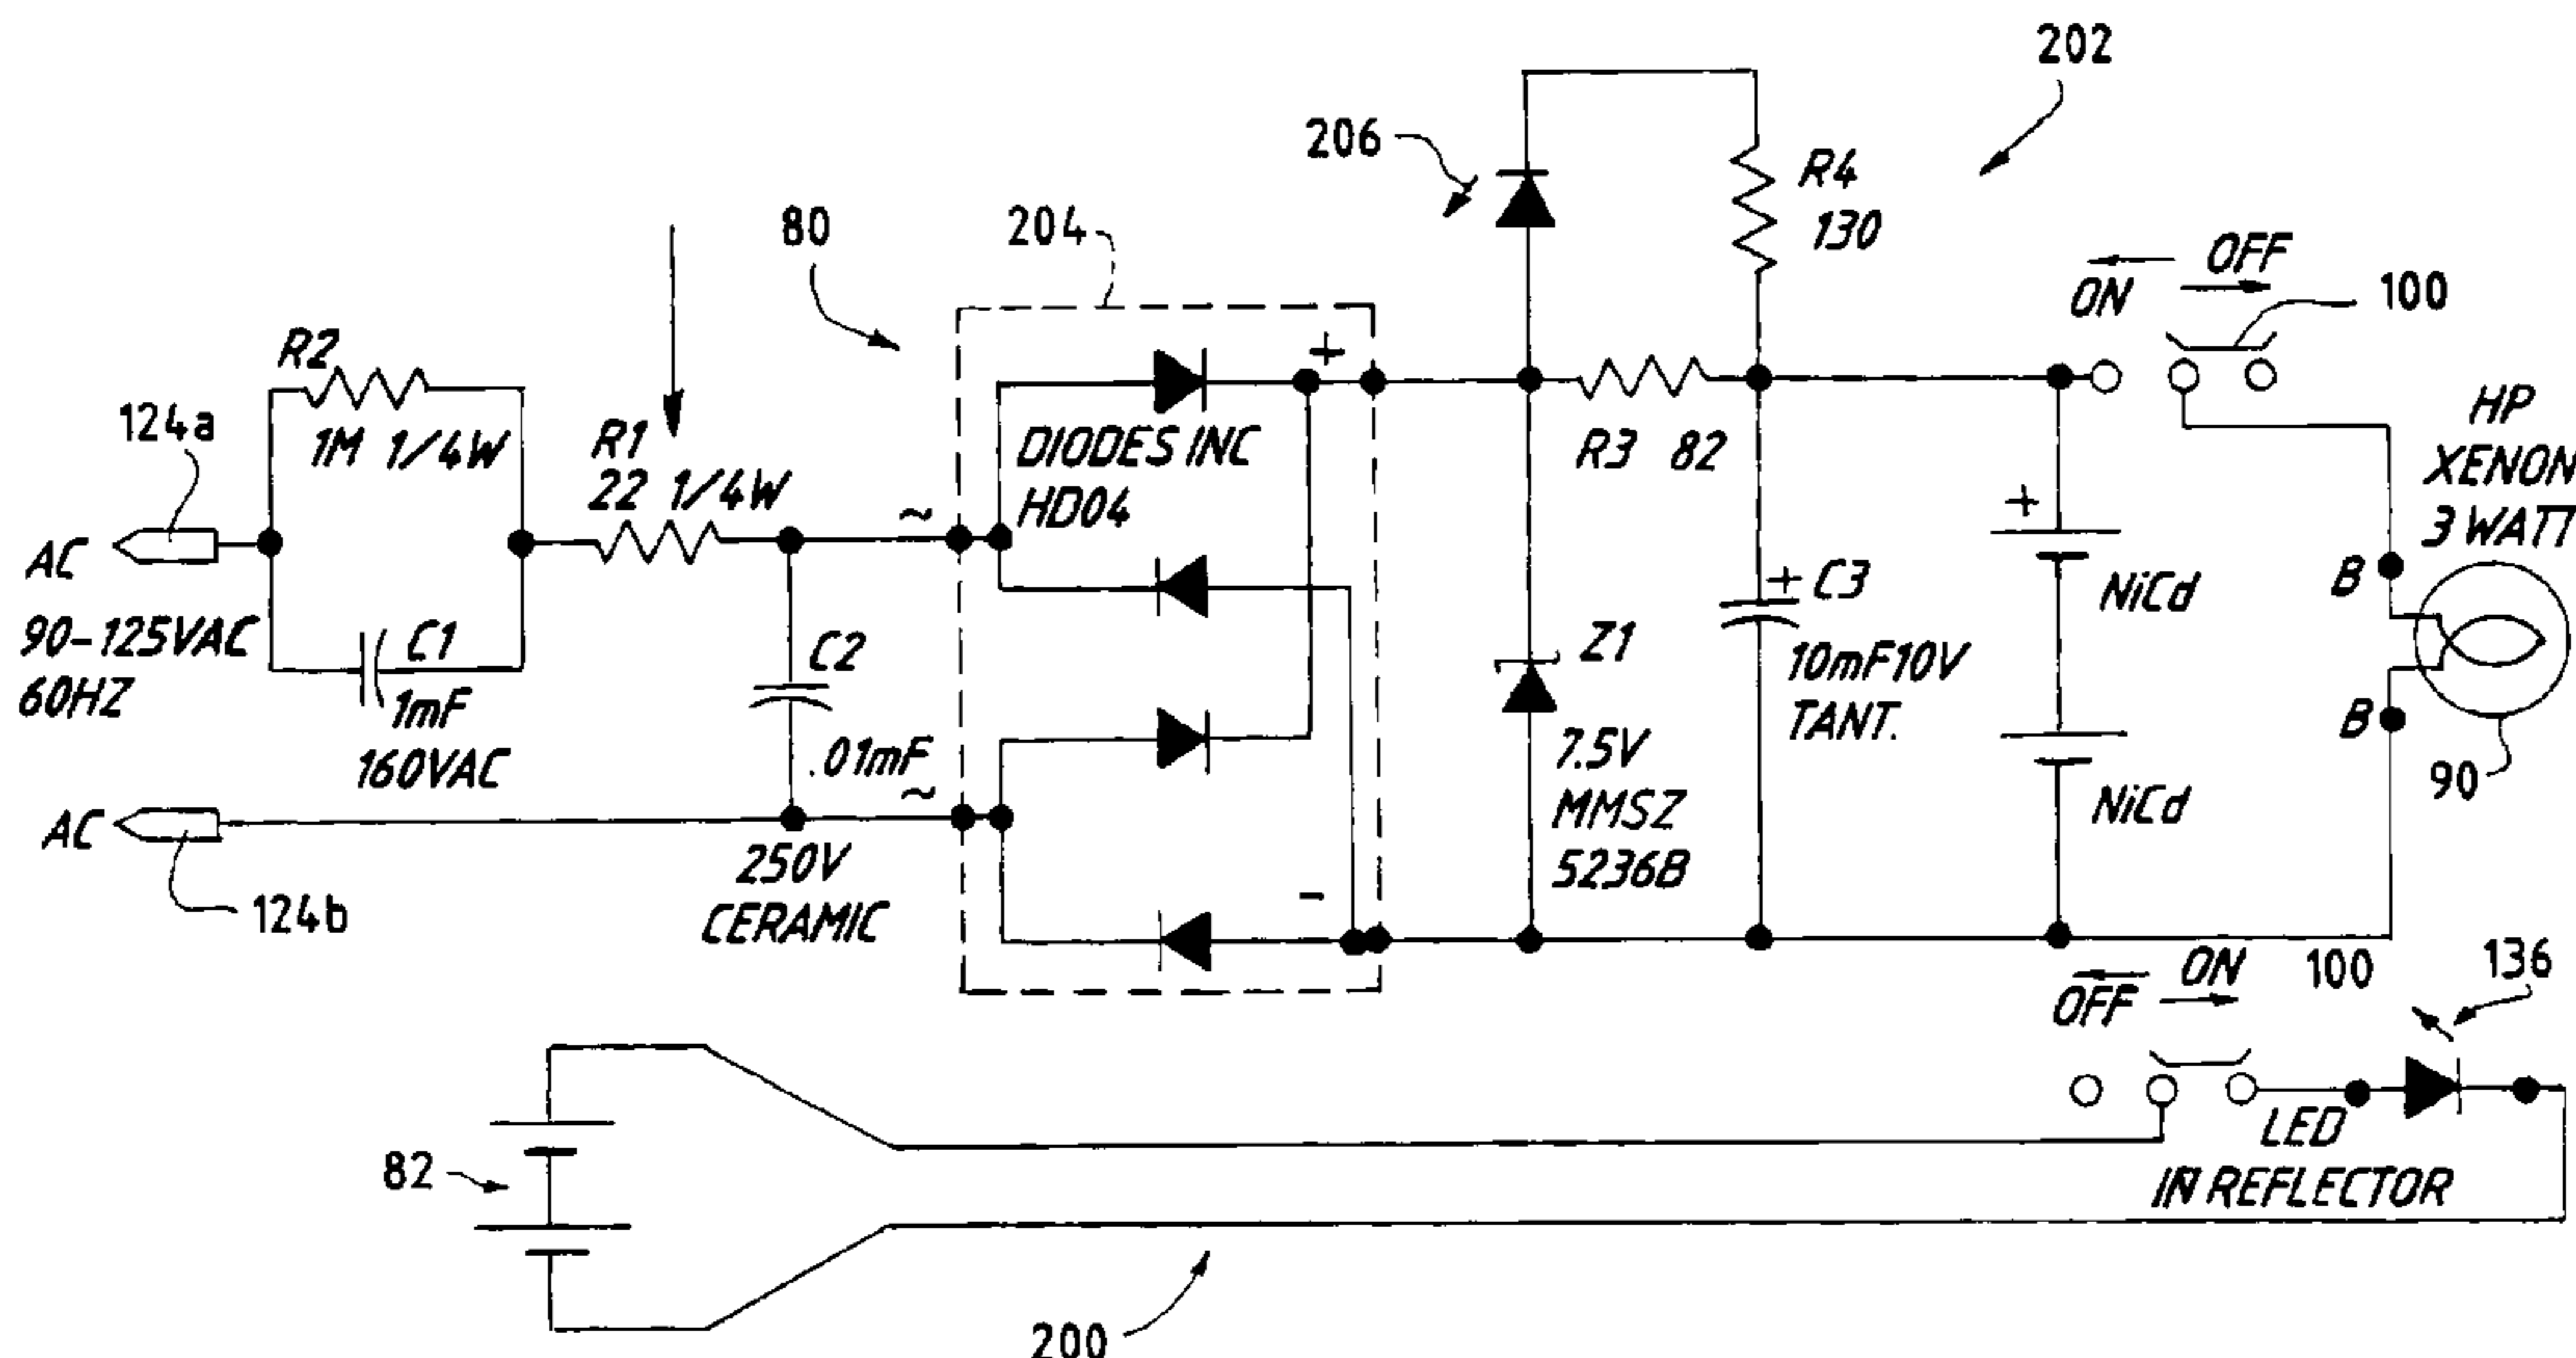 202
206
R4
130
80
204
OFF
ON
100
R2
1M 1/4W
124a
R1
22 1/4W
~
+
DIODES INC
HD04
R3 82
HP
XENON
3 WATT
+
NiCd
B
AC
90-125VAC
60HZ
C1
1mF
160VAC
C2
.01mF
~
Z1
7.5V
MMSZ
5236B
+ C3
10mF10V
TANT.
B
90
NiCd
AC
124b
250V
CERAMIC
-
ON
OFF
100
136
LED
IN REFLECTOR
82
200